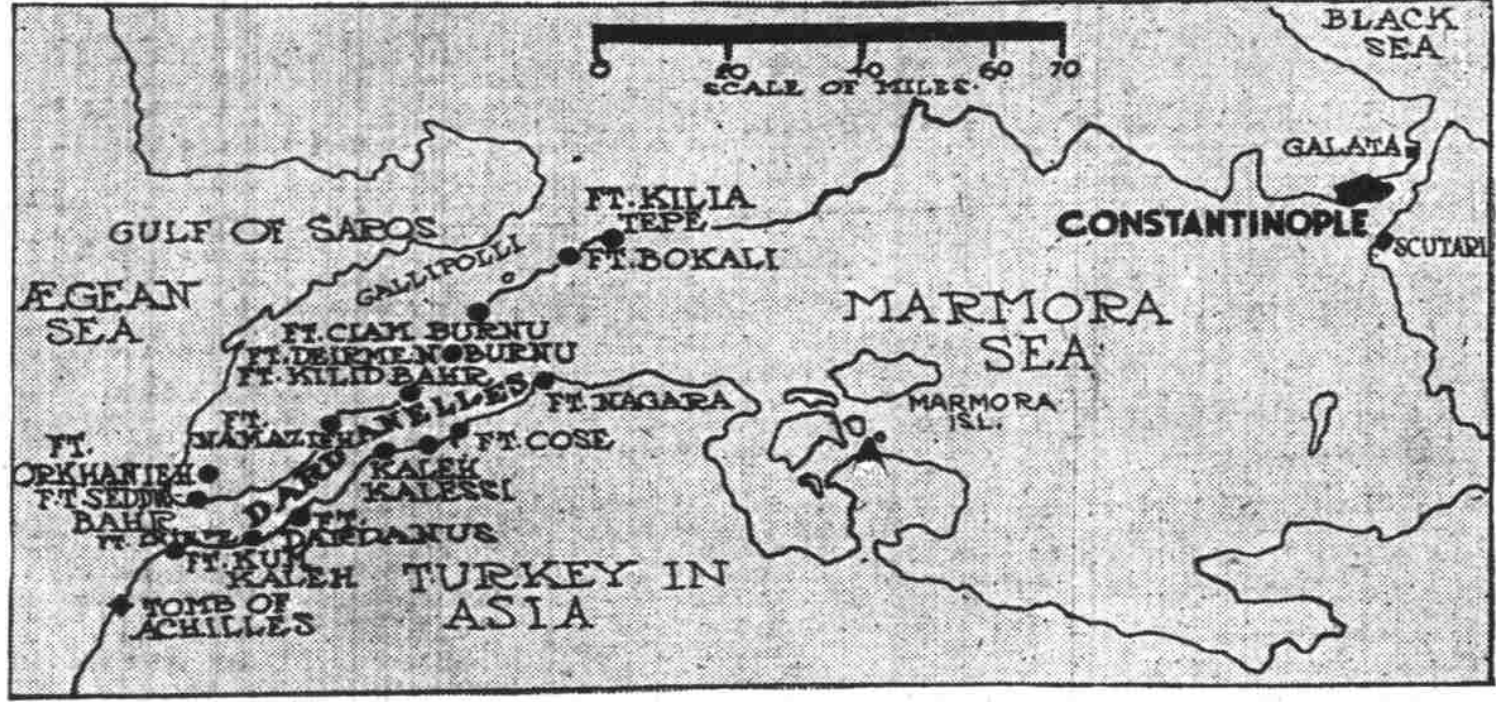 BLACK
SEA
0 20 40 60 70
SCALE OF MILES.
GALATA
CONSTANTINOPLE
SCUTARI
FT. KILIA
TEPE
FT. BOKALI
GULF OF SAROS
GALLIPOLLI
ÆGEAN
SEA
MARMORA
SEA
MARMORA
ISL.
FT. CIAM BURNU
FT. DEIRMEN BURNU
FT. KILID BAHR
DARDANELLES
FT. NAGARA
FT.
NAMAZIEH
FT. COSE
KALEH
KALESSI
FT.
ORKHANIEH
FT. SEDDUL
BAHR
FT.
FT.
DARDANUS
FT. KUM
KALEH
TOMB OF
ACHILLES
TURKEY IN
ASIA